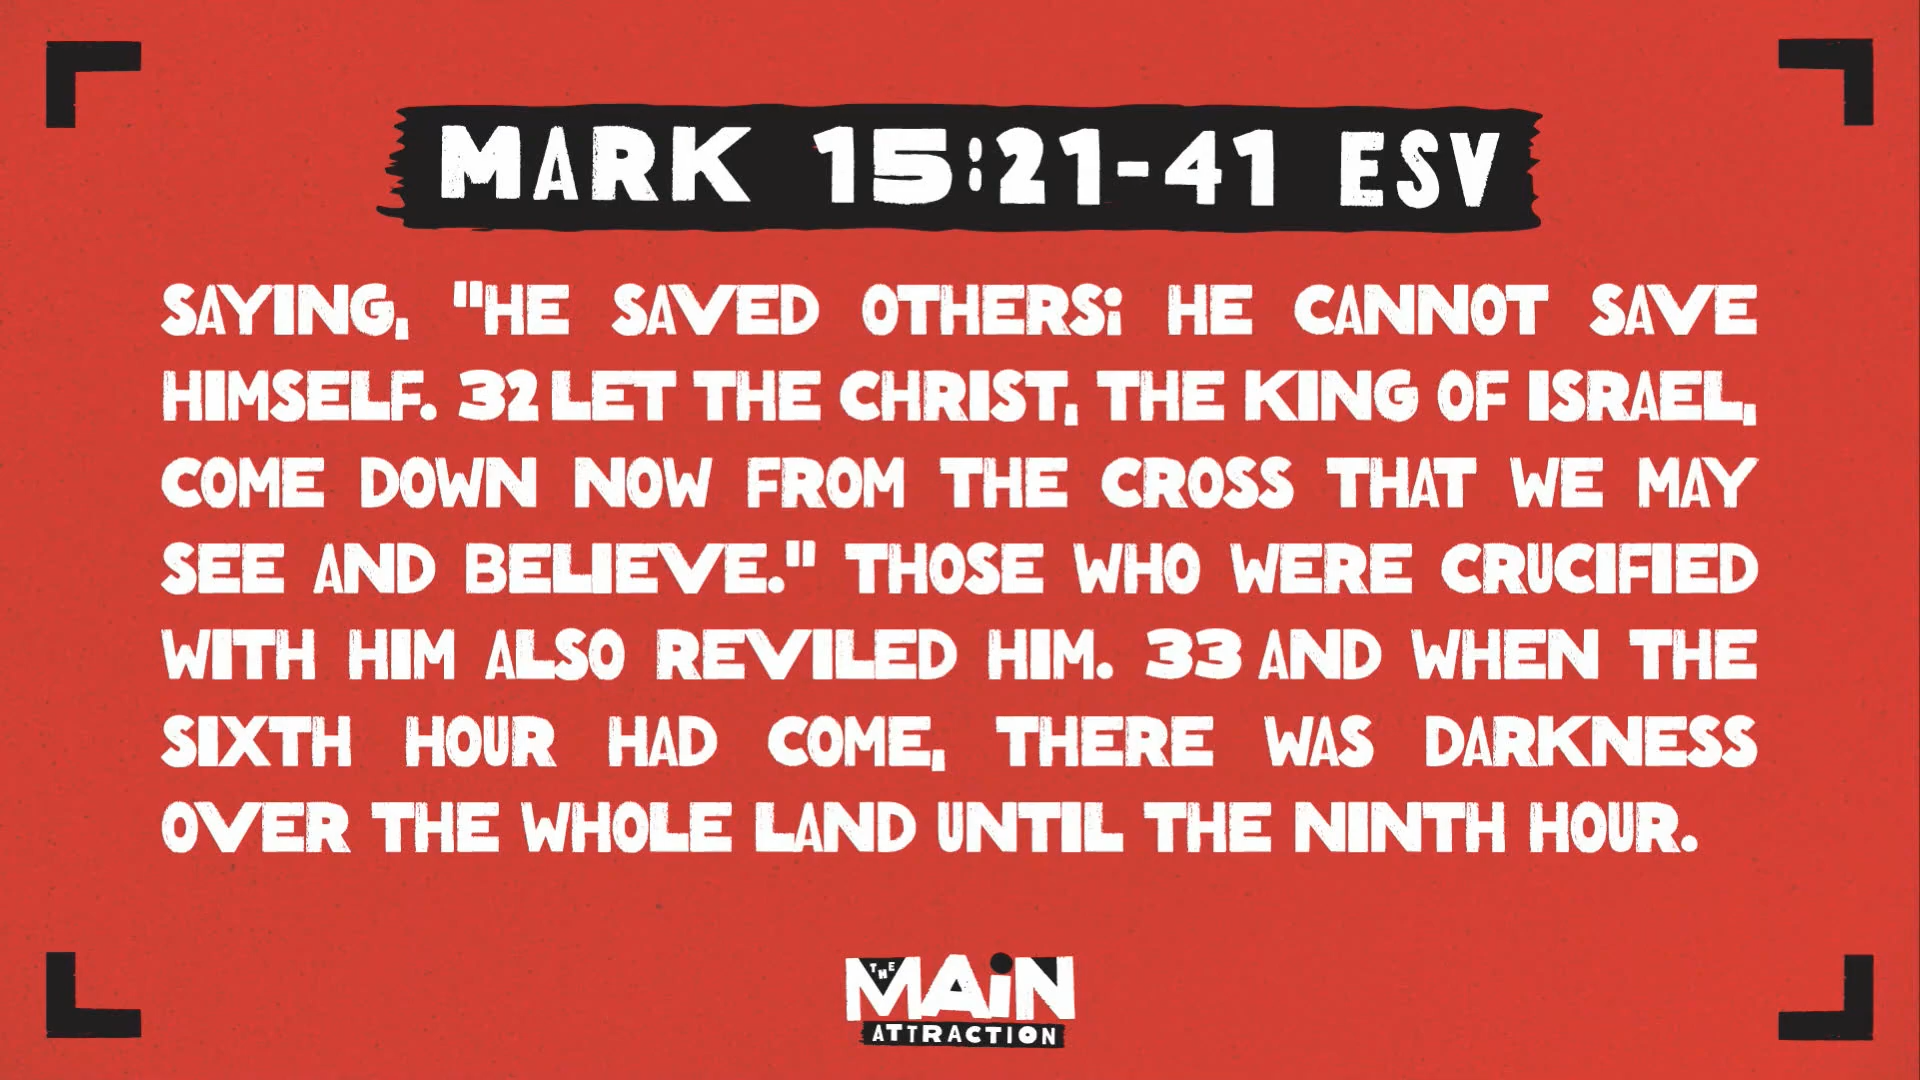 MARK 15:21-41 ESV
SAYING, "HE SAVED OTHERS; HE CANNOT SAVE
HIMSELF. 32 LET THE CHRIST, THE KING OF ISRAEL,
COME DOWN NOW FROM THE CROSS THAT WE MAY
SEE AND BELIEVE." THOSE WHO WERE CRUCIFIED
WITH HIM ALSO REVILED HIM. 33 AND WHEN THE
SIXTH HOUR HAD COME, THERE WAS DARKNESS
OVER THE WHOLE LAND UNTIL THE NINTH HOUR.
THE
MAiN
ATTRACTION